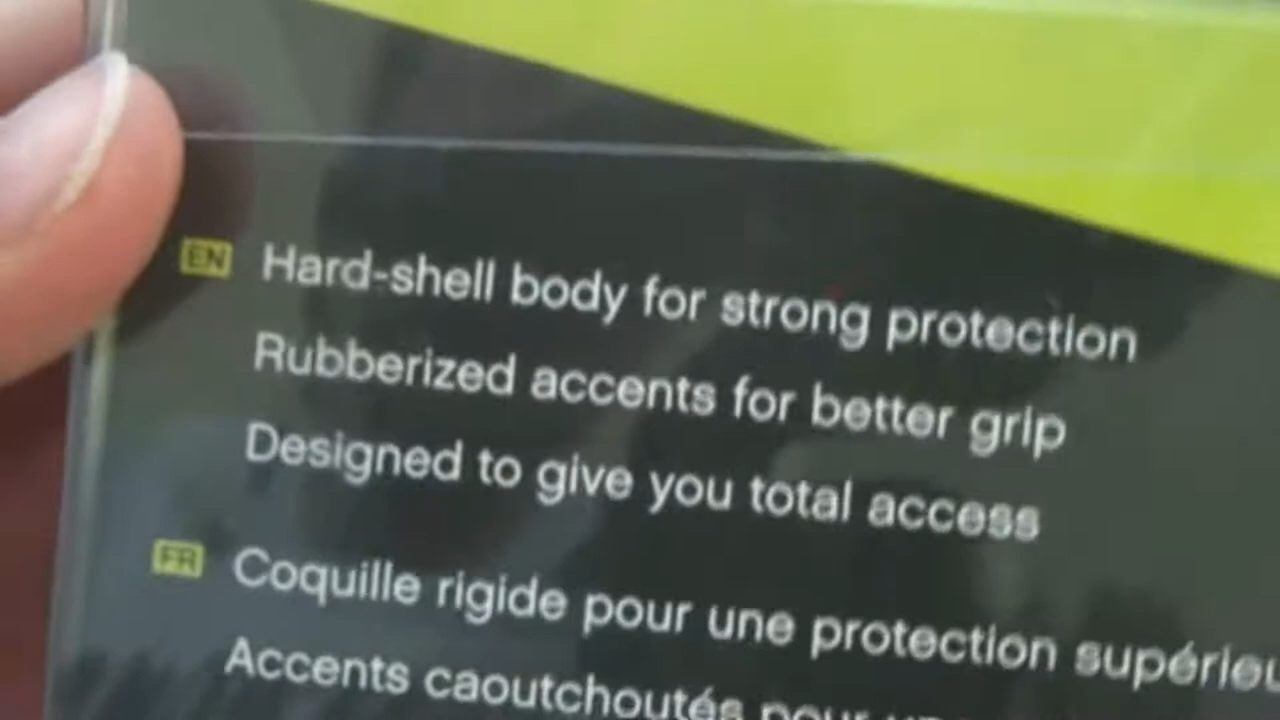 EN Hard-shell body for strong protection
Rubberized accents for better grip
Designed to give you total access
FR Coquille rigide pour une protection
Accents caoutchoutés pour